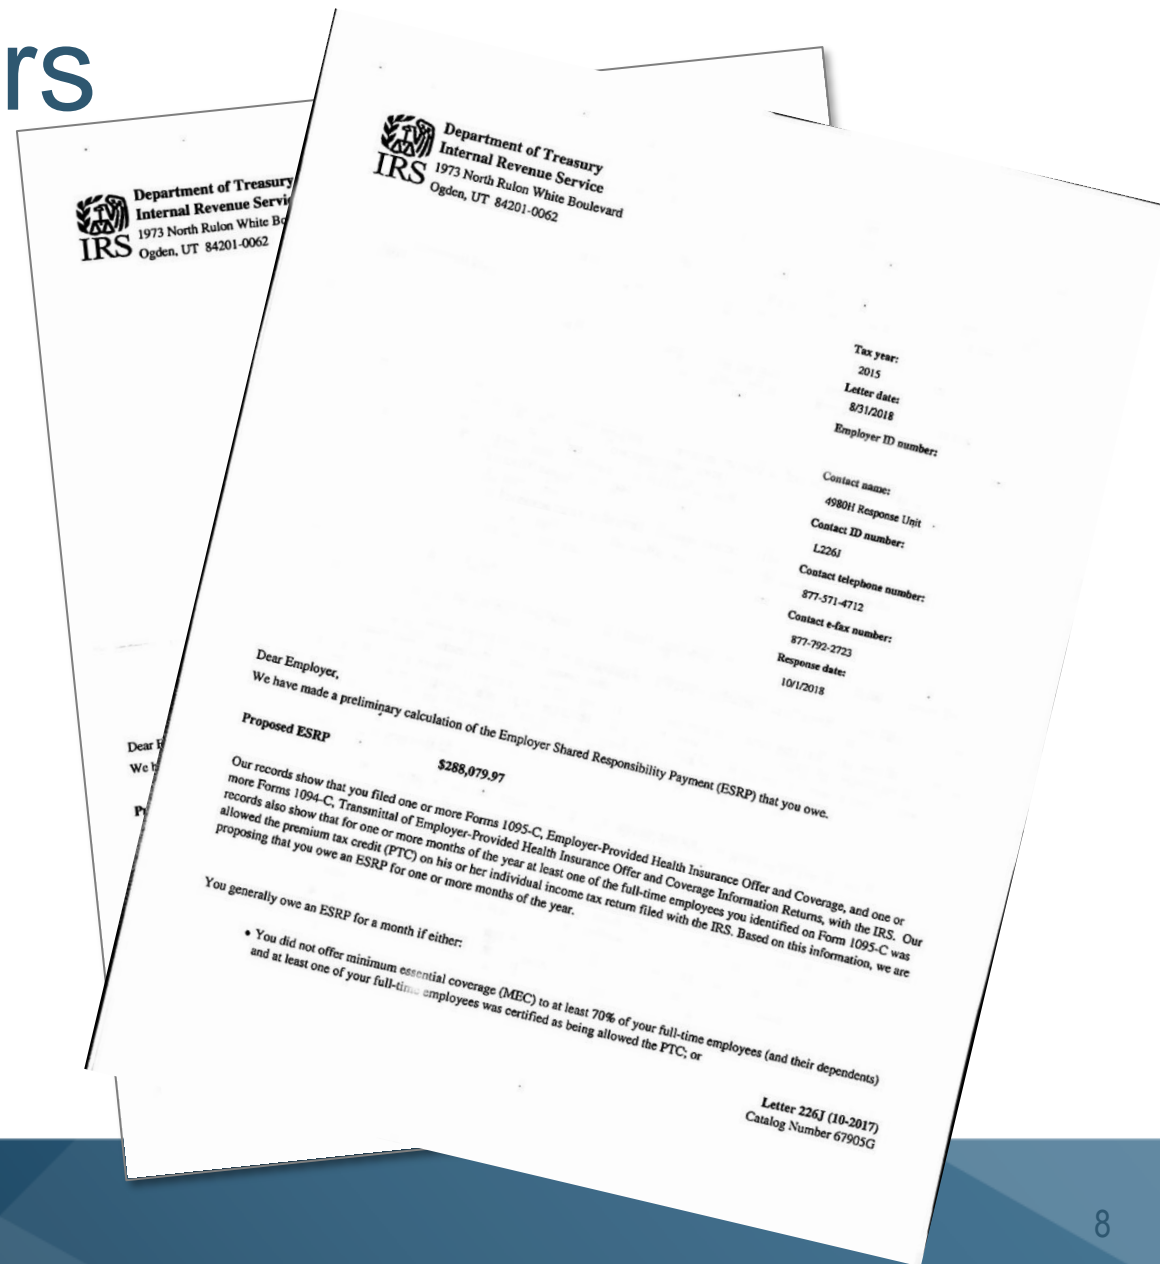 rs
Department of Treasury
Internal Revenue
1973 North Rulon White
IRS
Ogden, UT 84201-0062
Dear
We
Department of Treasury
Internal Revenue Service
IRS
1973 North Rulon White Boulevard
Ogden, UT 84201-0062
Tax year:
2015
Letter date:
8/31/2018
Employer ID number:
Contact name:
4980H Response Unit
Contact ID number:
L226J
Contact telephone number:
877-571-4712
Contact e-fax number:
877-792-2723
Response date:
10/1/2018
Dear Employer,
We have made a preliminary calculation of the Employer Shared Responsibility Payment (ESRP) that you owe.
Proposed ESRP
$288,079.97
Our records show that you filed one or more Forms 1095-C, Employer-Provided Health Insurance Offer and Coverage, and one or
more Forms 1094-C, Transmittal of Employer-Provided Health Insurance Offer and Coverage Information Returns, with the IRS. Our
records also show that for one or more months of the year at least one of the full-time employees you identified on Form 1095-C was
allowed the premium tax credit (PTC) on his or her individual income tax return filed with the IRS. Based on this information, we are
proposing that you owe an ESRP for one or more months of the year.
You generally owe an ESRP for a month if either:
• You did not offer minimum essential coverage (MEC) to at least 70% of your full-time employees (and their dependents)
and at least one of your full-time employees was certified as being allowed the PTC; or
Letter 226J (10-2017)
Catalog Number 67905G
8